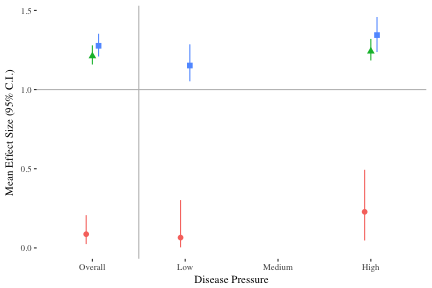 1.5
1.0
0.5
0.0
Mean Effect Size (95% C.I.)
Overall
Low
Medium
High
Disease Pressure